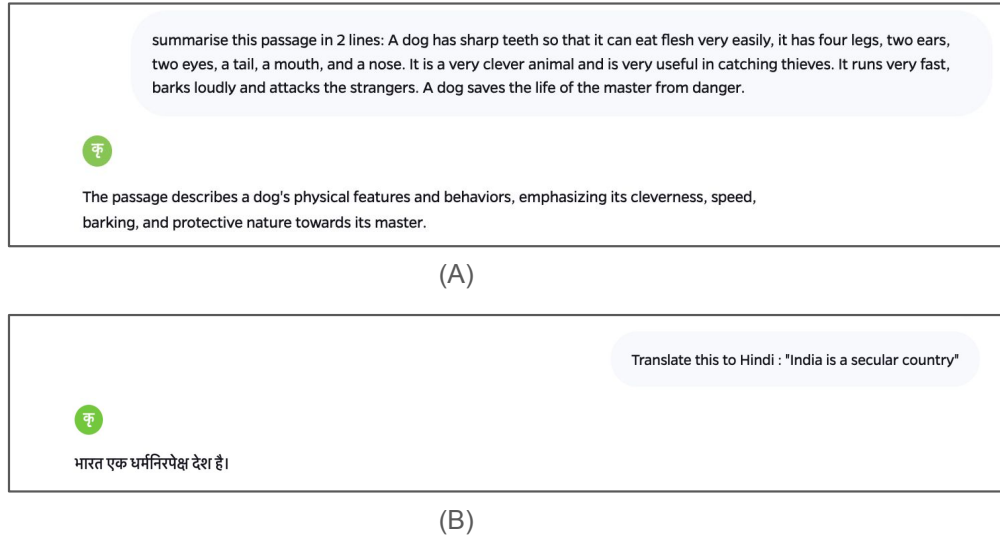 summarise this passage in 2 lines: A dog has sharp teeth so that it can eat flesh very easily, it has four legs, two ears,
two eyes, a tail, a mouth, and a nose. It is a very clever animal and is very useful in catching thieves. It runs very fast,
barks loudly and attacks the strangers. A dog saves the life of the master from danger.
कृ
The passage describes a dog's physical features and behaviors, emphasizing its cleverness, speed,
barking, and protective nature towards its master.
(A)
Translate this to Hindi : "India is a secular country"
कृ
भारत एक धर्मनिरपेक्ष देश है।
(B)